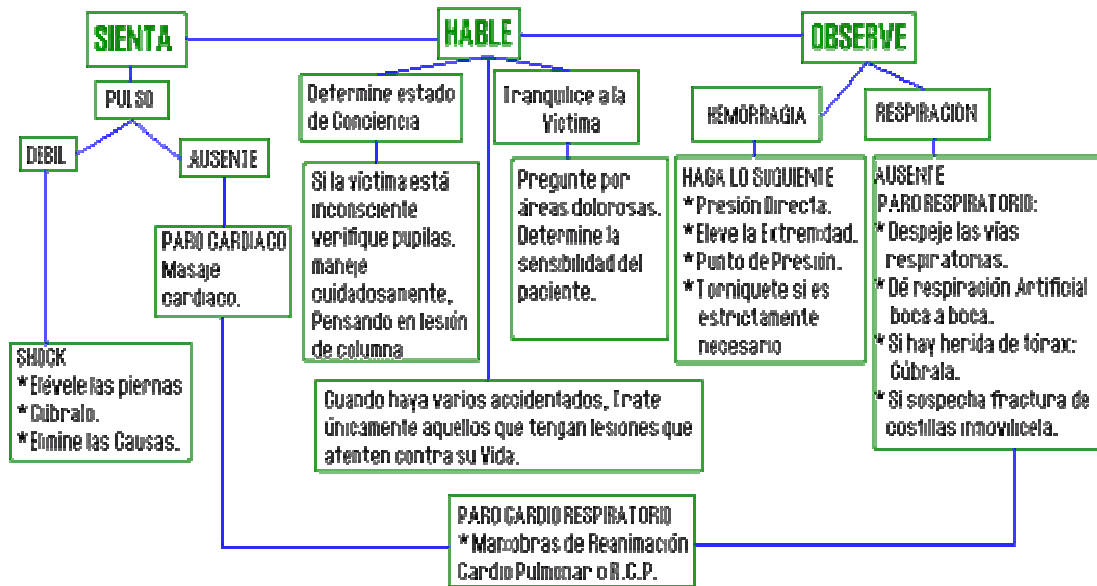 SIENTA
HABLE
OBSERVE
PULSO
DEBIL
AUSENTE
PARO CARDIACO
Masaje
cardiaco.
SHOCK
*Elévele las piernas
*Cúbralo.
*Elimine las Causas.
Determine estado
de Conciencia
Si la víctima está
inconsciente
verifique pupilas.
maneje
cuidadosamente,
Pensando en lesión
de columna
Tranquilice a la
Víctima
Pregunte por
áreas dolorosas.
Determine la
sensibilidad del
paciente.
Cuando haya varios accidentados, Trate
únicamente aquellos que tengan lesiones que
atenten contra su Vida.
HEMORRAGIA
HAGA LO SIGUIENTE
*Presión Directa.
*Eleve la Extremidad.
*Punto de Presión.
*Torniquete si es
estrictamente
necesario
RESPIRACION
AUSENTE
PARO RESPIRATORIO:
*Despeje las vías
respiratorias.
*Dé respiración Artificial
boca a boca.
*Si hay herida de tórax:
Cúbrala.
*Si sospecha fractura de
costillas inmovilícela.
PARO CARDIO RESPIRATORIO
*Maniobras de Reanimación
Cardio Pulmonar o R.C.P.